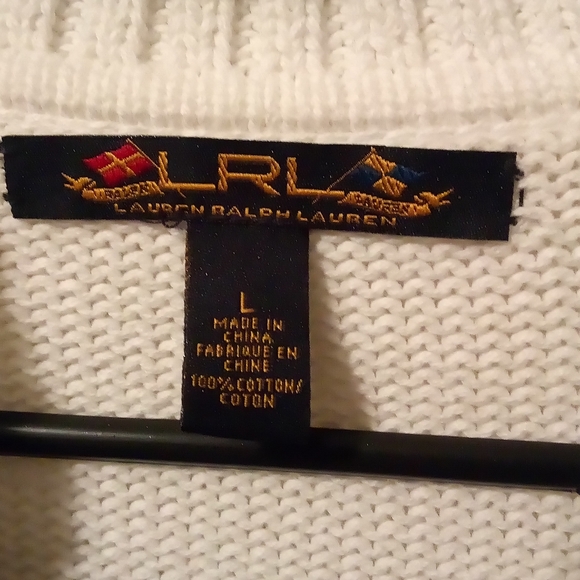 LRL
LAUREN RALPH LAUREN
L
MADE IN
CHINA
FABRIQUE EN
CHINE
100% COTTON/
COTON